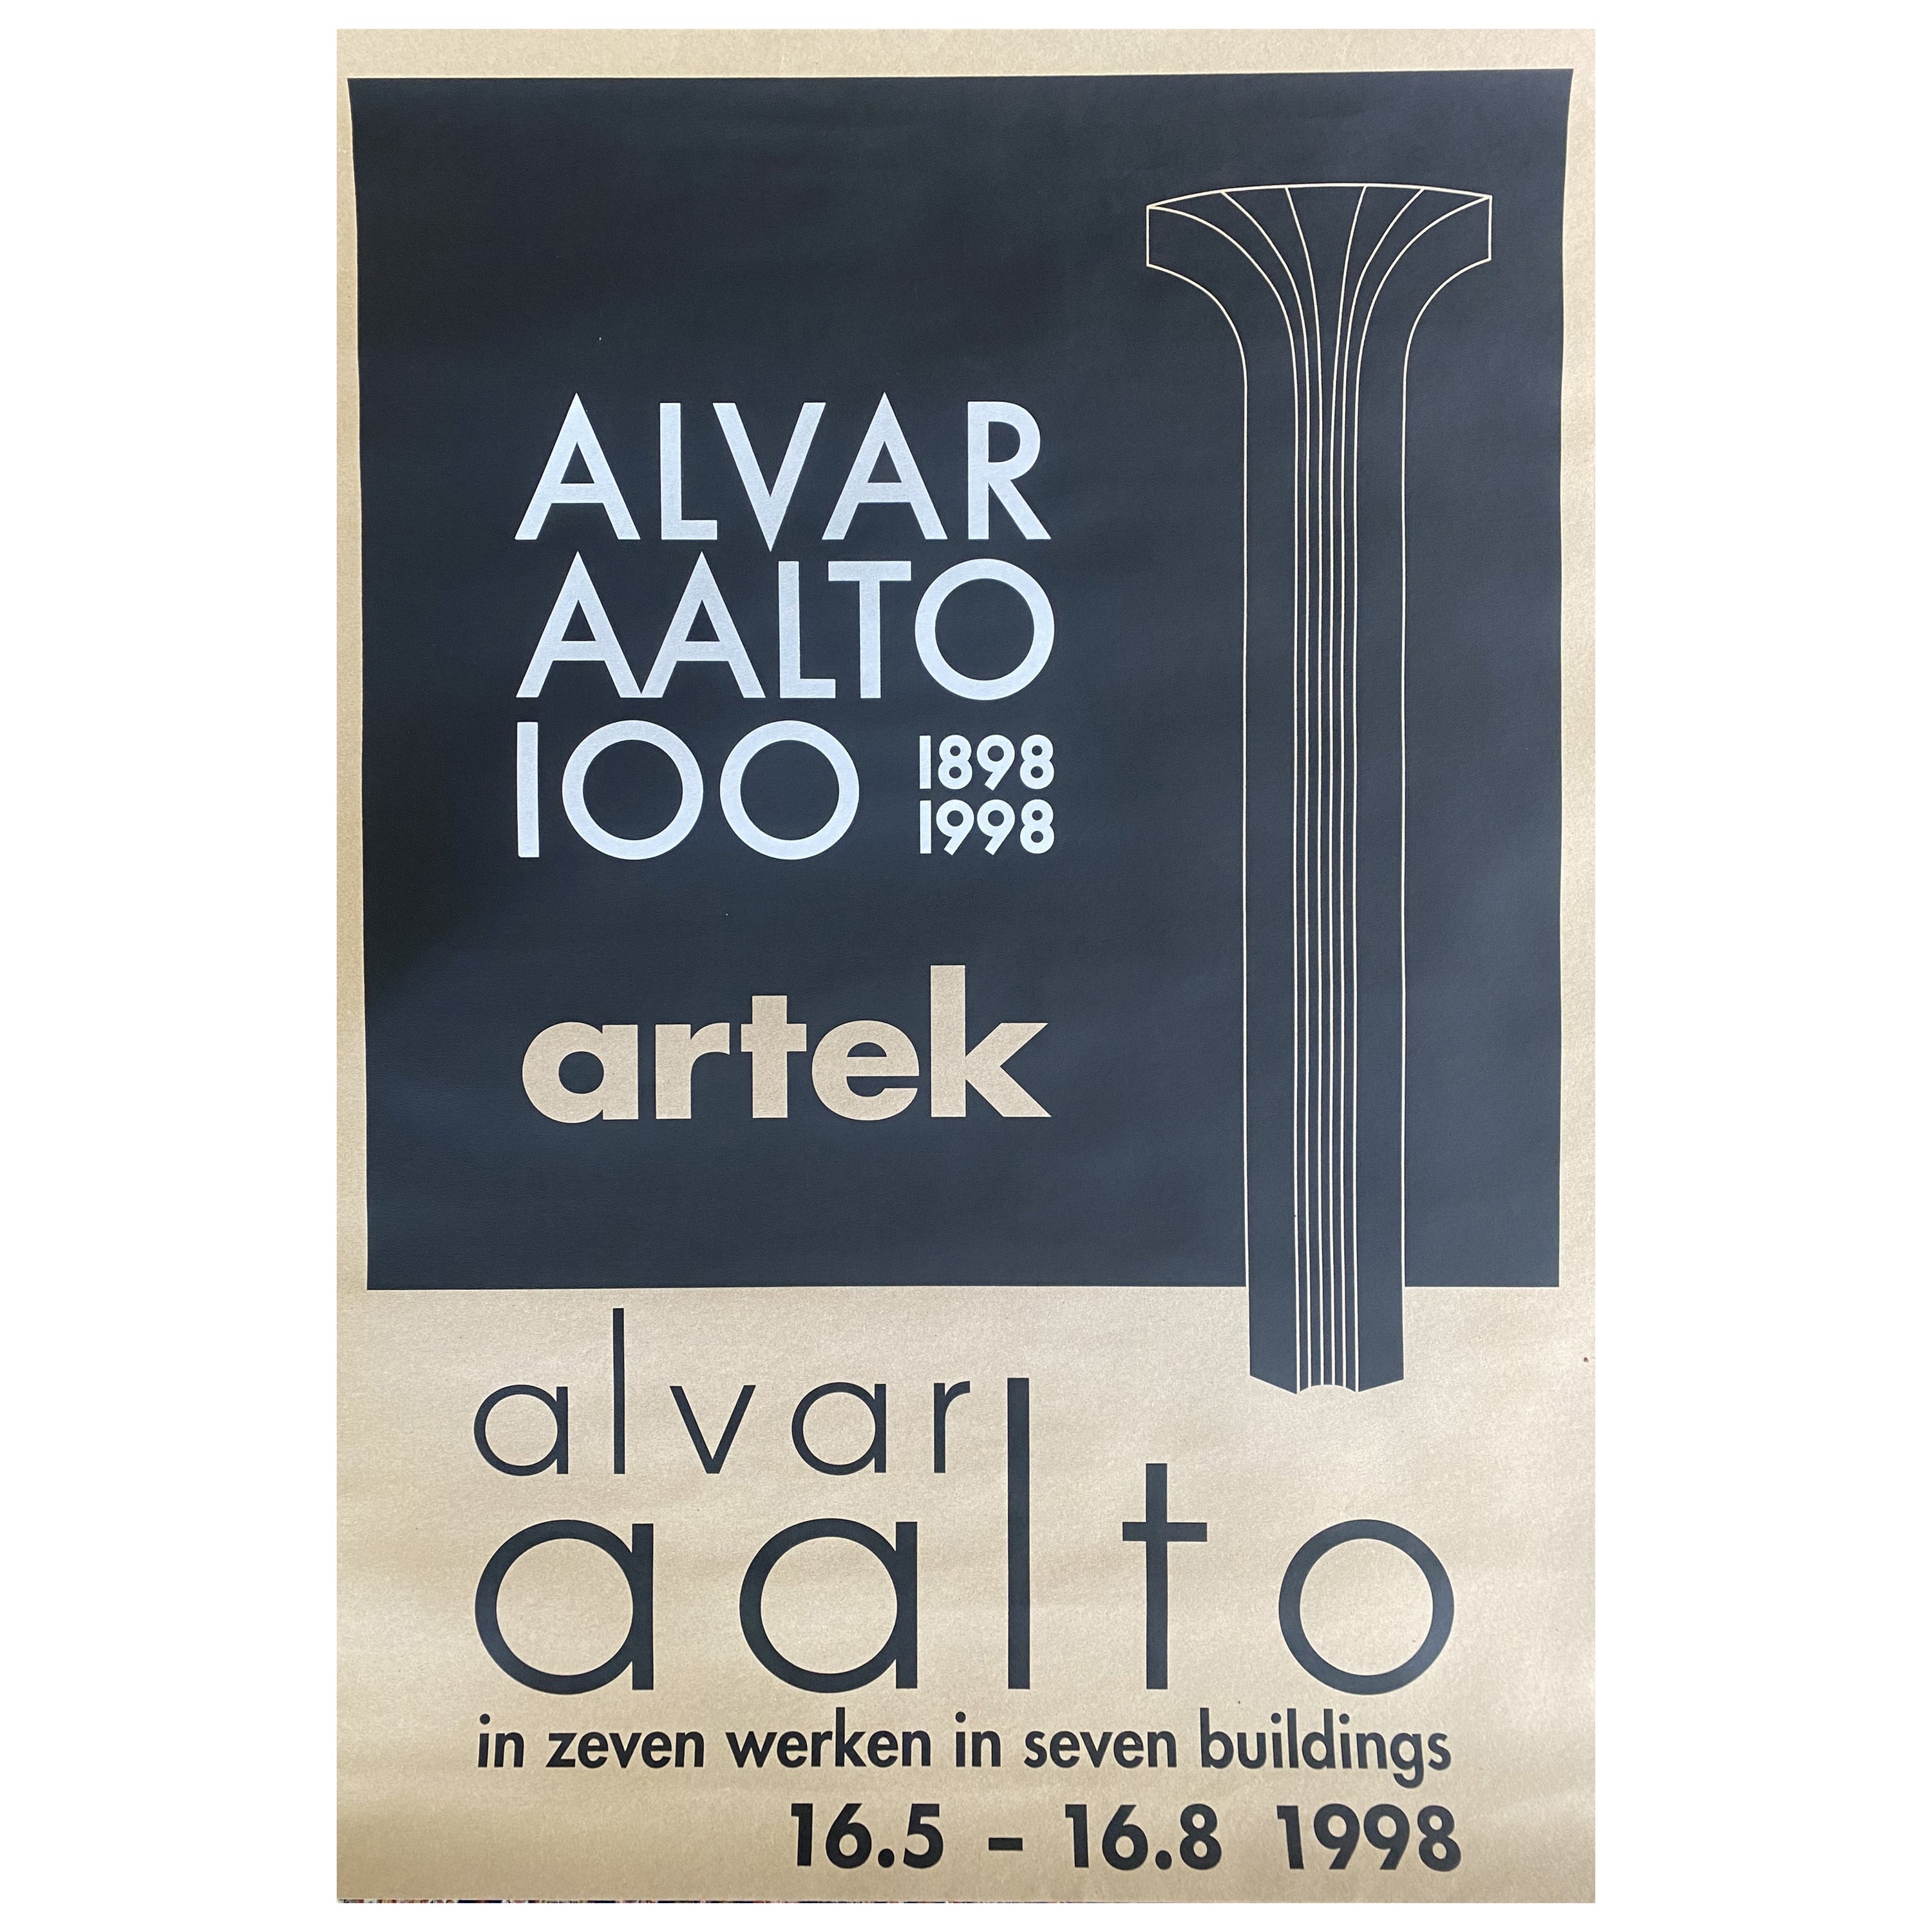 ALVAR
AALTO
100 1898
1998
artek
alvar
aalto
in zeven werken in seven buildings
16.5 - 16.8 1998